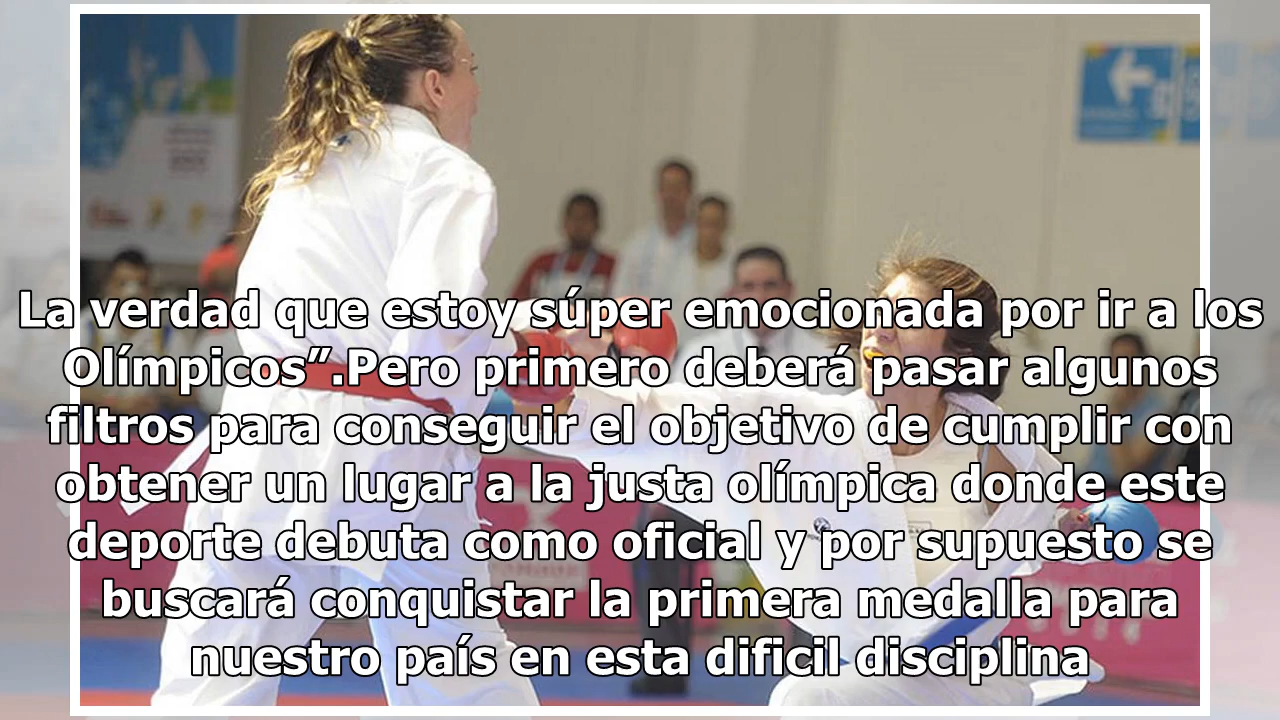 La verdad que estoy súper emocionada por ir a los
Olímpicos”.Pero primero deberá pasar algunos
filtros para conseguir el objetivo de cumplir con
obtener un lugar a la justa olímpica donde este
deporte debuta como oficial y por supuesto se
buscará conquistar la primera medalla para
nuestro país en esta dificil disciplina